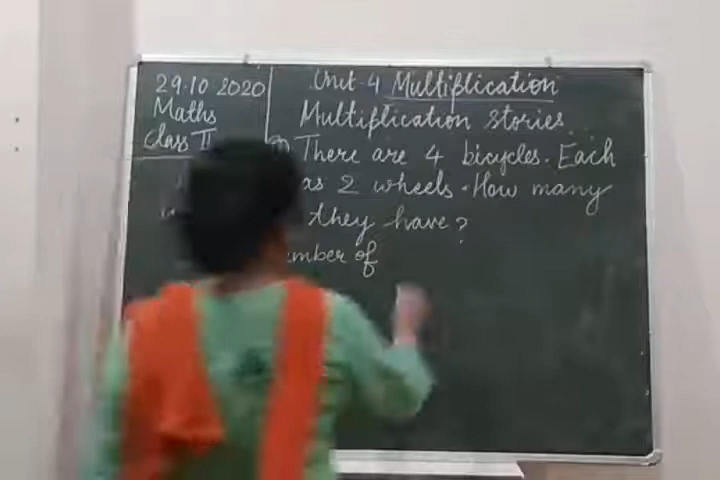 29.10 2020
Maths
Class II
Unit-4 Multiplication
Multiplication stories
There are 4 bicycles. Each
as 2 wheels. How many
they have?
mber of